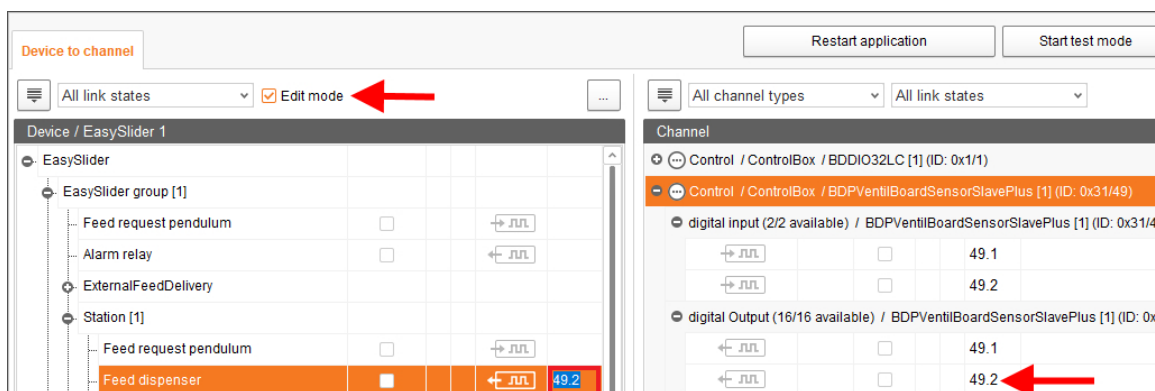 Restart application
Start test mode
Device to channel
All link states
Edit mode
...
All channel types
All link states
Device / EasySlider 1
EasySlider
EasySlider group [1]
Feed request pendulum
Alarm relay
ExternalFeedDelivery
Station [1]
Feed request pendulum
Feed dispenser
49.2
Channel
Control / ControlBox / BDDIO32LC [1] (ID: 0x1/1)
Control / ControlBox / BDPVentilBoardSensorSlavePlus [1] (ID: 0x31/49)
digital input (2/2 available) / BDPVentilBoardSensorSlavePlus [1] (ID: 0x31/4
49.1
49.2
digital Output (16/16 available) / BDPVentilBoardSensorSlavePlus [1] (ID: 0x
49.1
49.2